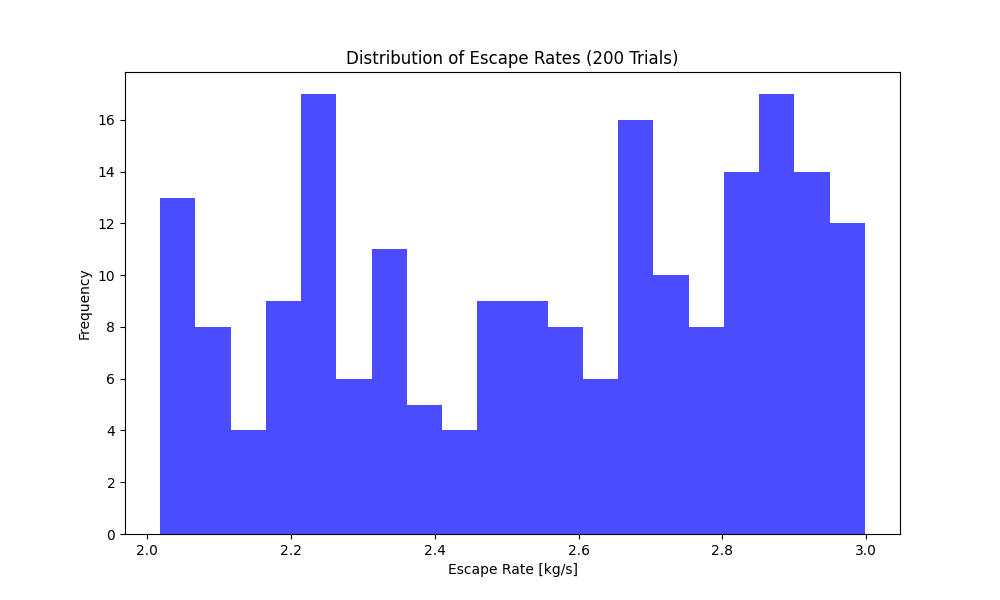 Distribution of Escape Rates (200 Trials)
Frequency
16
14
12
10
8
6
4
2
0
2.0 2.2 2.4 2.6 2.8 3.0
Escape Rate [kg/s]